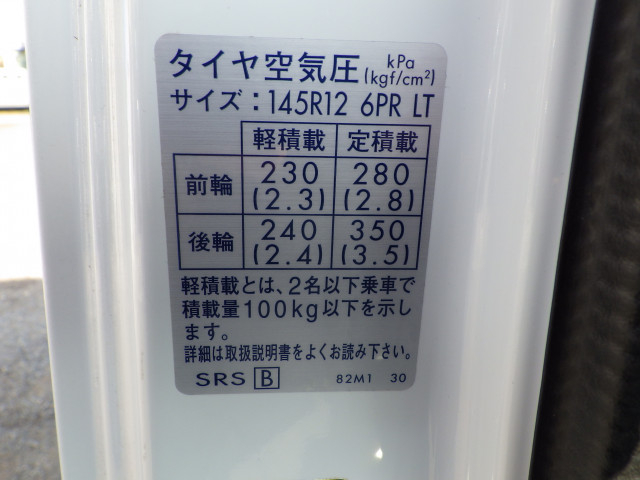 タイヤ空気圧 kPa (kgf/cm²)
サイズ：145R12 6PR LT
軽積載 定積載
前輪 230 (2.3) 280 (2.8)
後輪 240 (2.4) 350 (3.5)
軽積載とは、2名以下乗車で
積載量100kg以下を示し
ます。
詳細は取扱説明書をよくお読み下さい。
SRS B 82M1 30